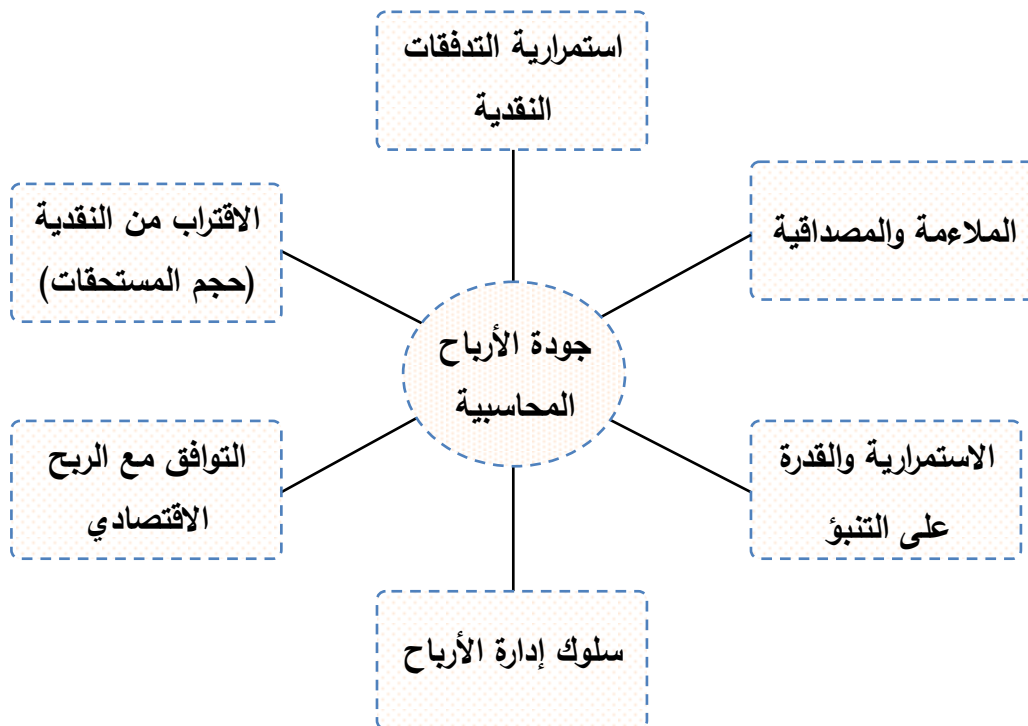 استمرارية التدفقات
النقدية
الملاءمة والمصداقية
الاقتراب من النقدية
(حجم المستحقات)
جودة الأرباح
المحاسبية
الاستمرارية والقدرة
على التنبؤ
التوافق مع الربح
الاقتصادي
سلوك إدارة الأرباح